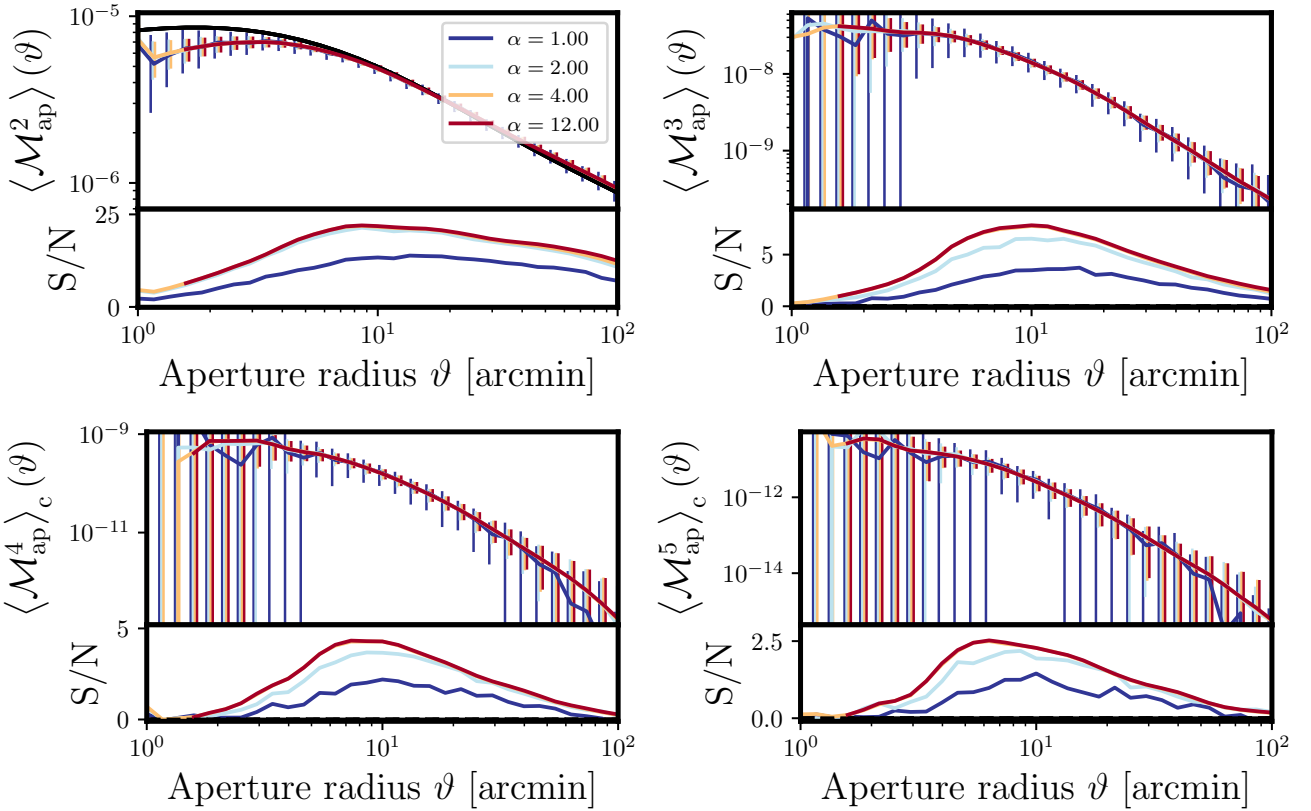 ⟨M²ap⟩ (ϑ)
10⁻⁵
10⁻⁶
α = 1.00
α = 2.00
α = 4.00
α = 12.00
S/N
25
0
10⁰ 10¹ 10²
Aperture radius ϑ [arcmin]
⟨M³ap⟩ (ϑ)
10⁻⁸
10⁻⁹
S/N
5
0
10⁰ 10¹ 10²
Aperture radius ϑ [arcmin]
⟨M⁴ap⟩c (ϑ)
10⁻⁹
10⁻¹¹
S/N
5
0
10⁰ 10¹ 10²
Aperture radius ϑ [arcmin]
⟨M⁵ap⟩c (ϑ)
10⁻¹²
10⁻¹⁴
S/N
2.5
0.0
10⁰ 10¹ 10²
Aperture radius ϑ [arcmin]